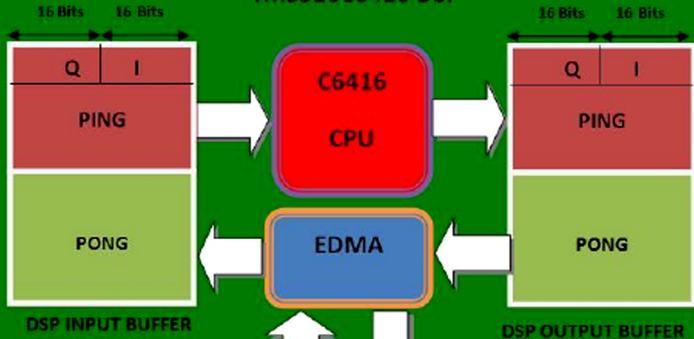 16 Bits 16 Bits
16 Bits 16 Bits
Q I
C6416
Q I
PING
CPU
PING
PONG
EDMA
PONG
DSP INPUT BUFFER
DSP OUTPUT BUFFER